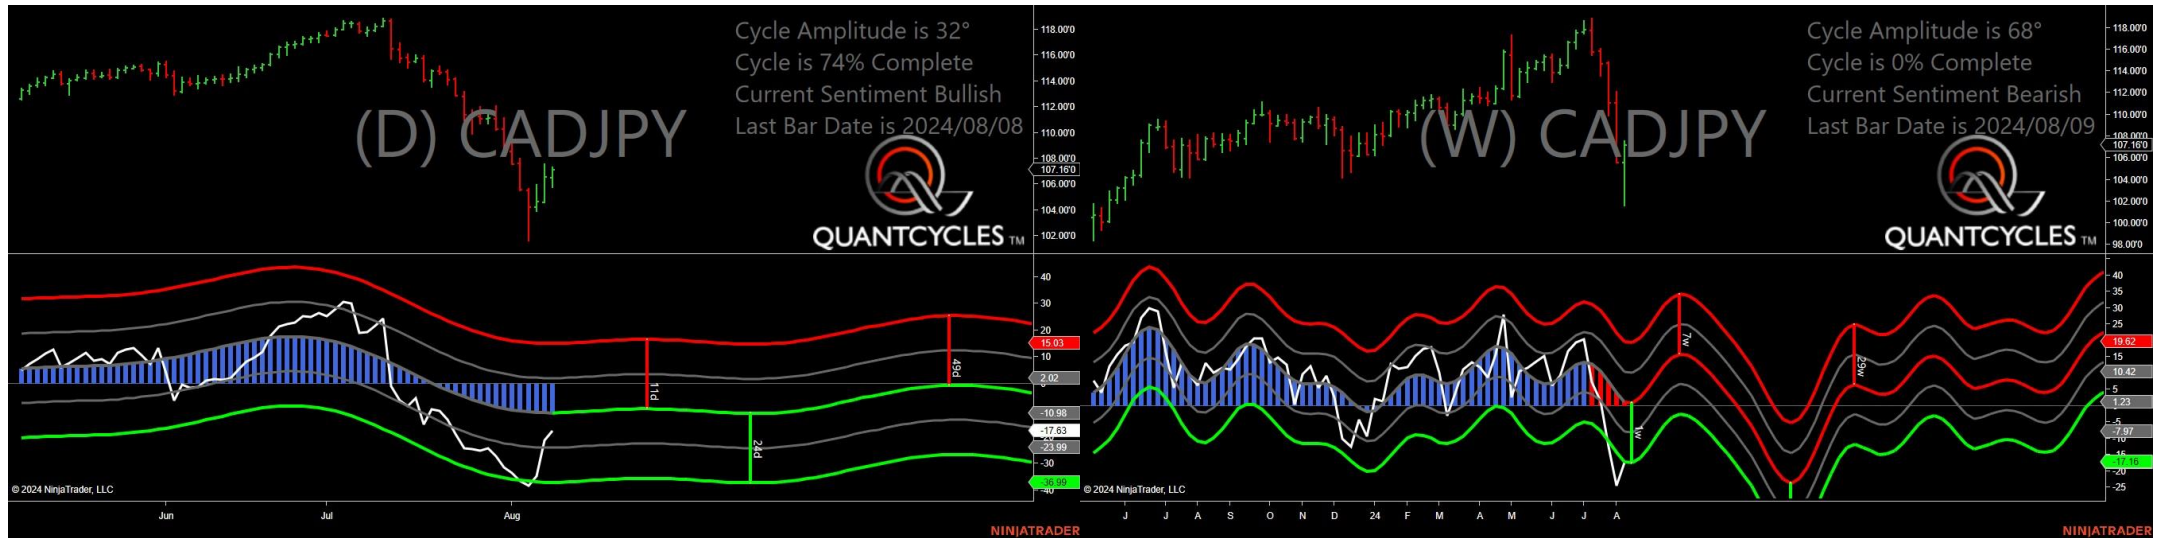 Cycle Amplitude is 32°
Cycle is 74% Complete
Current Sentiment Bullish
Last Bar Date is 2024/08/08
(D) CADJPY
QUANTCYCLES TM
118.00'0
116.00'0
114.00'0
112.00'0
110.00'0
108.00'0
107.16'0
106.00'0
104.00'0
102.00'0
40
30
20
15.03
10
2.02
-10.98
-17.63
-23.99
-30
-36.99
-40
11d
24d
49d
© 2024 NinjaTrader, LLC
Jun
Jul
Aug
NINJATRADER
Cycle Amplitude is 68°
Cycle is 0% Complete
Current Sentiment Bearish
Last Bar Date is 2024/08/09
(W) CADJPY
QUANTCYCLES TM
118.00'0
116.00'0
114.00'0
112.00'0
110.00'0
108.00'0
107.16'0
106.00'0
104.00'0
102.00'0
100.00'0
98.00'0
40
35
30
25
19.62
15
10.42
5
1.23
-5
-7.97
-10
-15
-17.16
-20
-25
1w
7w
29w
© 2024 NinjaTrader, LLC
J J A S O N D 24 F M A M J J A
NINJATRADER